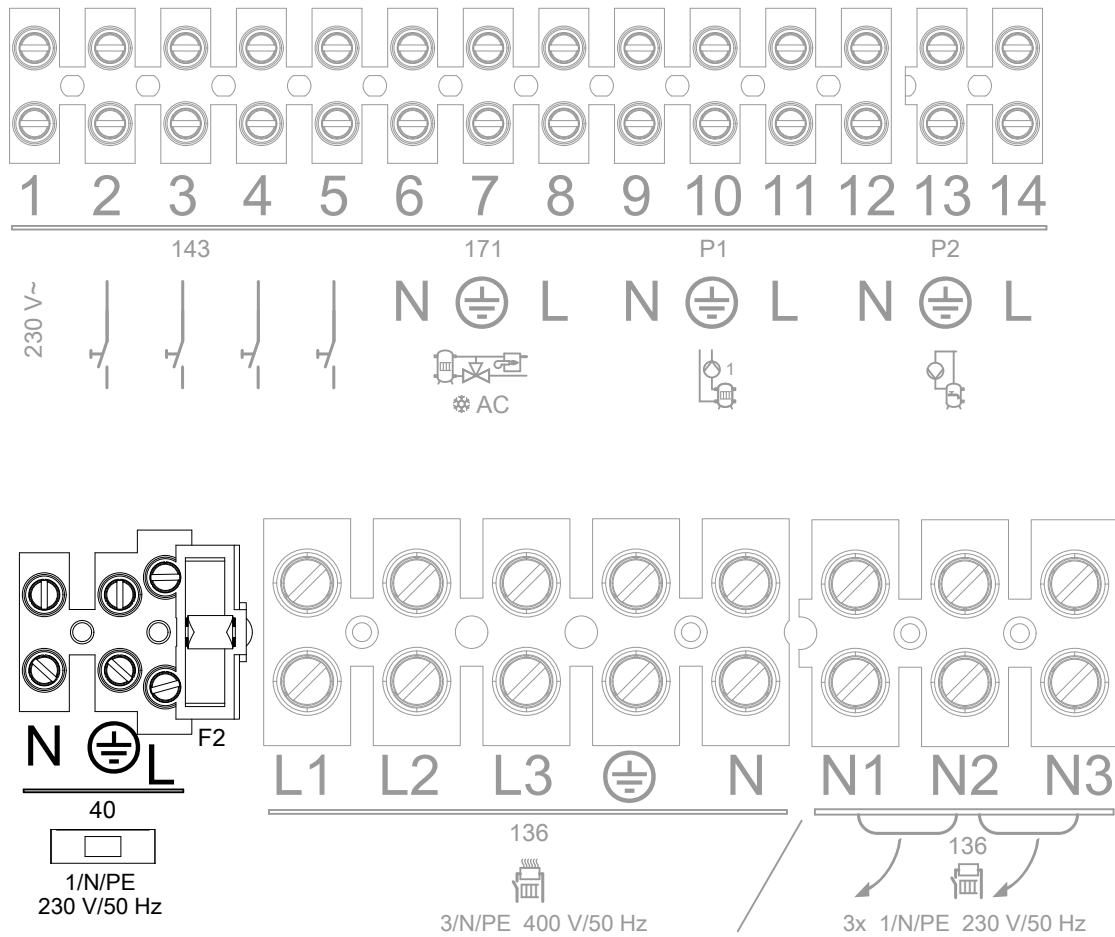 1 2 3 4 5 6 7 8 9 10 11 12 13 14
143 171 P1 P2
230 V~ N L N L N L
1
AC
F2
N L L1 L2 L3 N N1 N2 N3
40 136 136
1/N/PE
230 V/50 Hz 3/N/PE 400 V/50 Hz 3x 1/N/PE 230 V/50 Hz